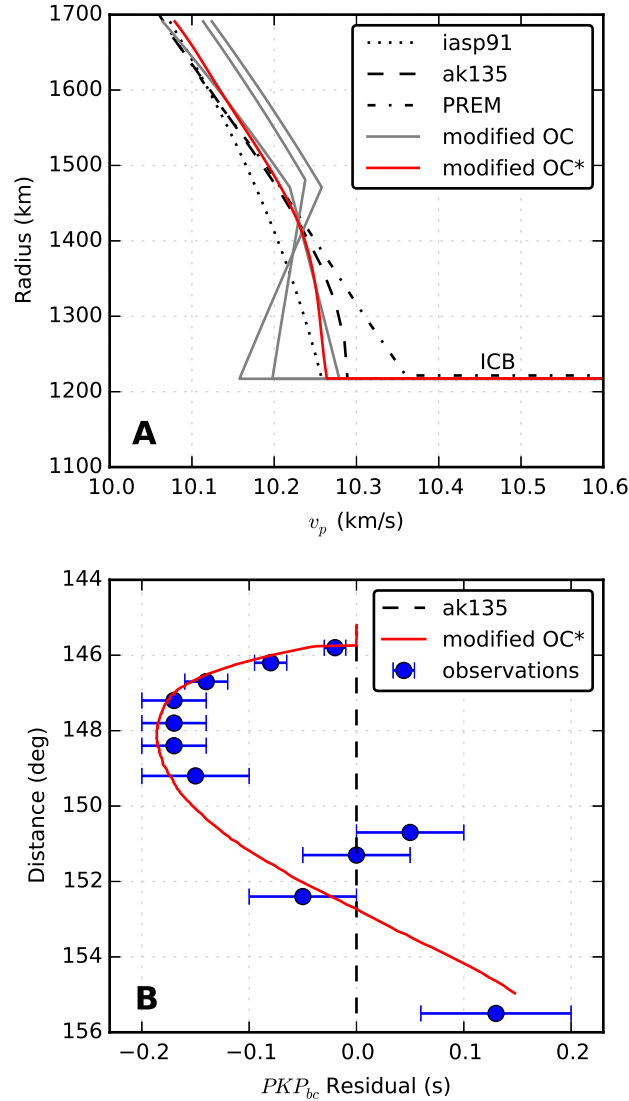 1700
1600
1500
1400
1300
1200
1100
Radius (km)
iasp91
ak135
PREM
modified OC
modified OC*
ICB
A
10.0 10.1 10.2 10.3 10.4 10.5 10.6
v_p (km/s)
144
146
148
150
152
154
156
Distance (deg)
ak135
modified OC*
observations
B
−0.2 −0.1 0.0 0.1 0.2
PKP_bc Residual (s)